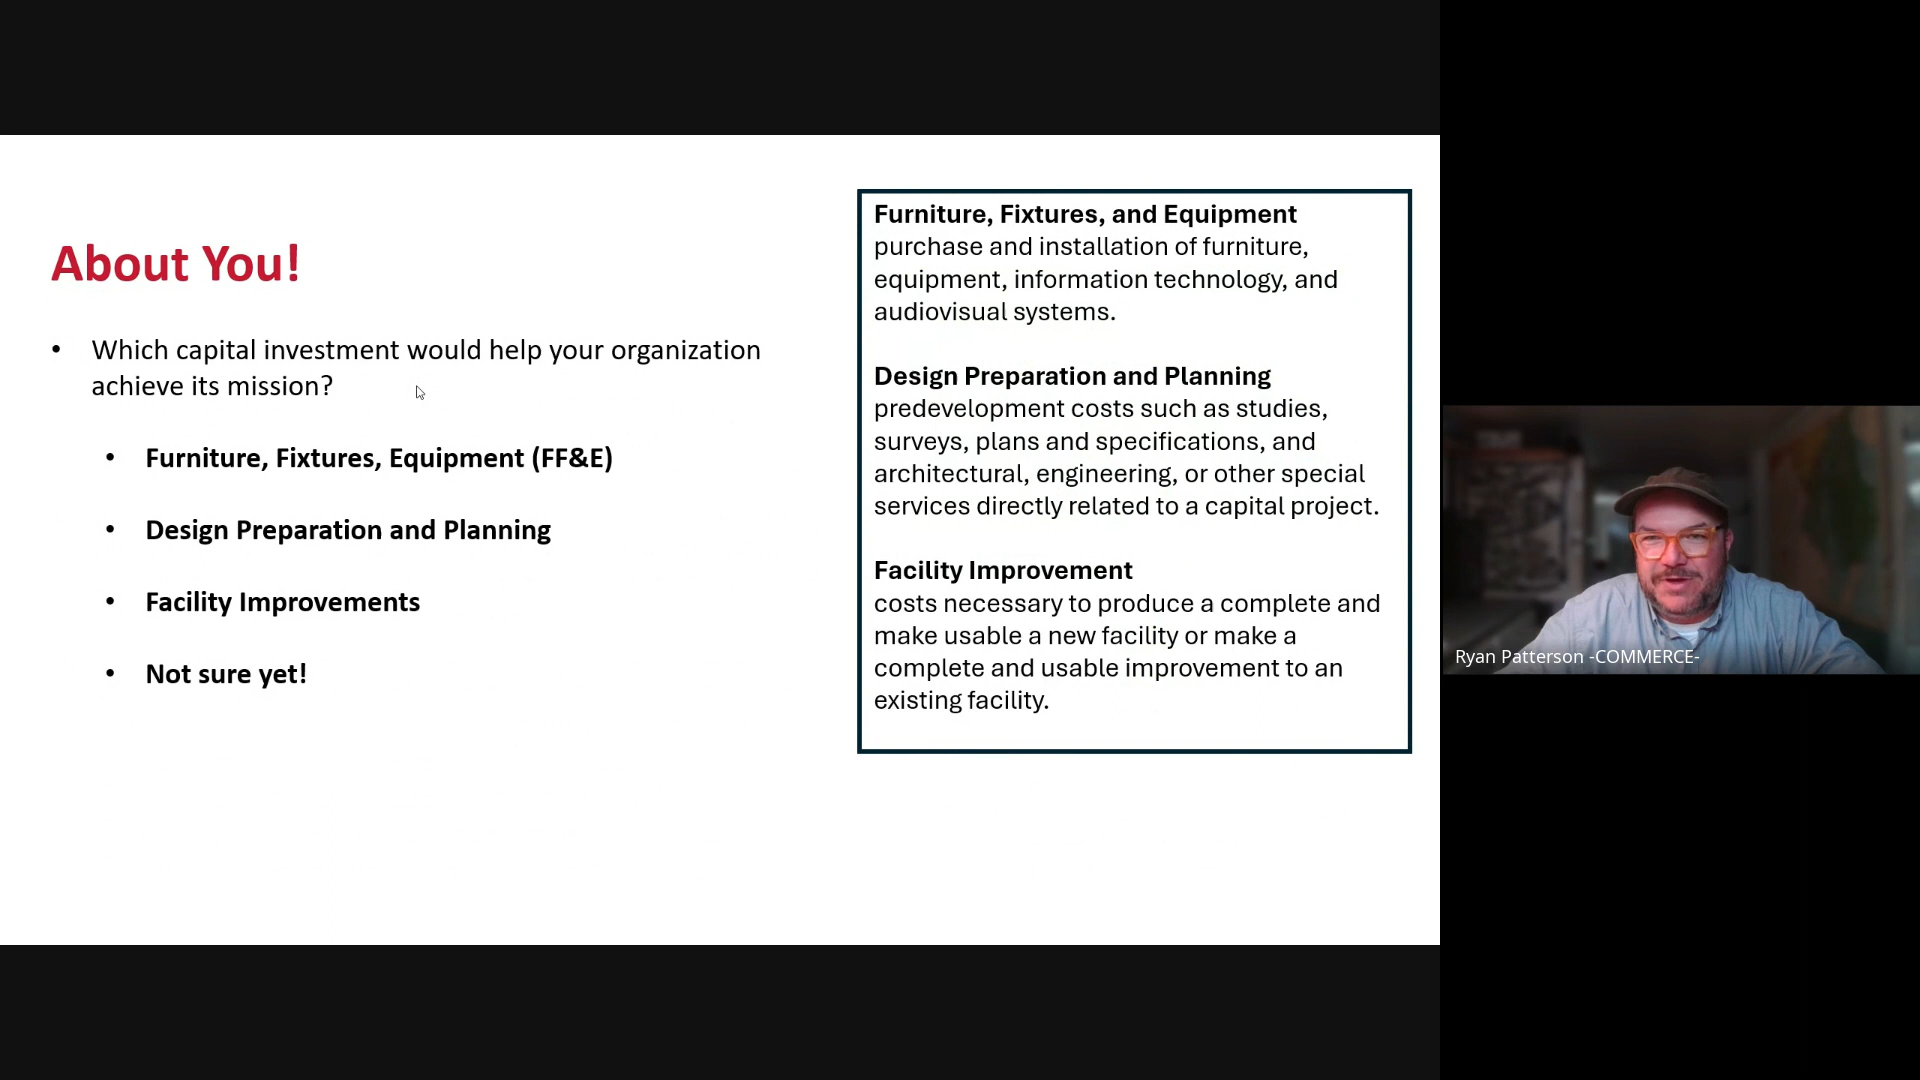 About You!
• Which capital investment would help your organization
achieve its mission?
• Furniture, Fixtures, Equipment (FF&E)
• Design Preparation and Planning
• Facility Improvements
• Not sure yet!
Furniture, Fixtures, and Equipment
purchase and installation of furniture,
equipment, information technology, and
audiovisual systems.
Design Preparation and Planning
predevelopment costs such as studies,
surveys, plans and specifications, and
architectural, engineering, or other special
services directly related to a capital project.
Facility Improvement
costs necessary to produce a complete and
make usable a new facility or make a
complete and usable improvement to an
existing facility.
Ryan Patterson -COMMERCE-